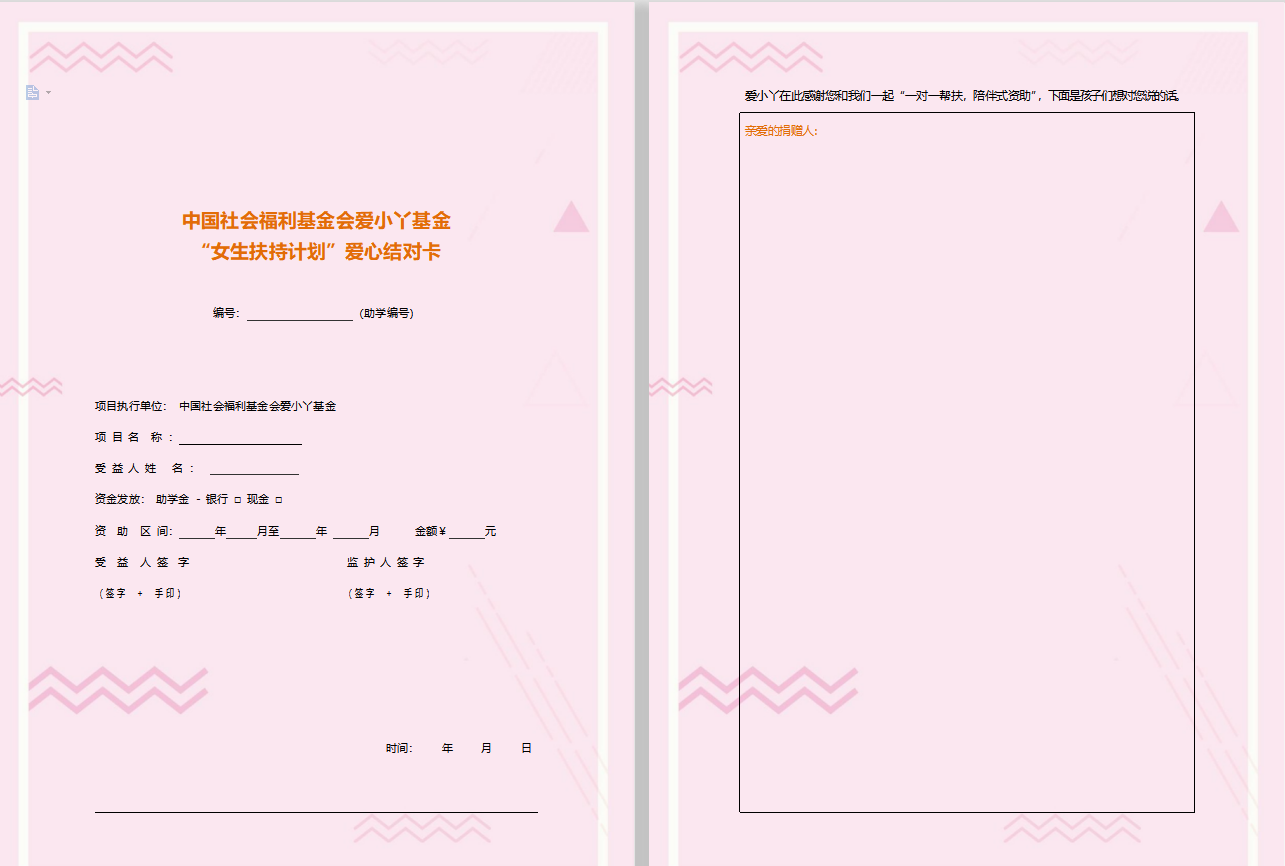 中国社会福利基金会爱小丫基金
“女生扶持计划”爱心结对卡
编号：________________（助学编号）
项目执行单位： 中国社会福利基金会爱小丫基金
项 目 名 称 ：____________________
受 益 人 姓 名 ： ______________
资金发放： 助学金 - 银行 □ 现金 □
资 助 区 间：______年_____月至______年 ______月 金额￥______元
受 益 人 签 字 监 护 人 签 字
（签字 + 手印） （签字 + 手印）
时间： 年 月 日
爱小丫在此感谢您和我们一起“一对一帮扶，陪伴式资助”，下面是孩子们想对您说的话。
亲爱的捐赠人：